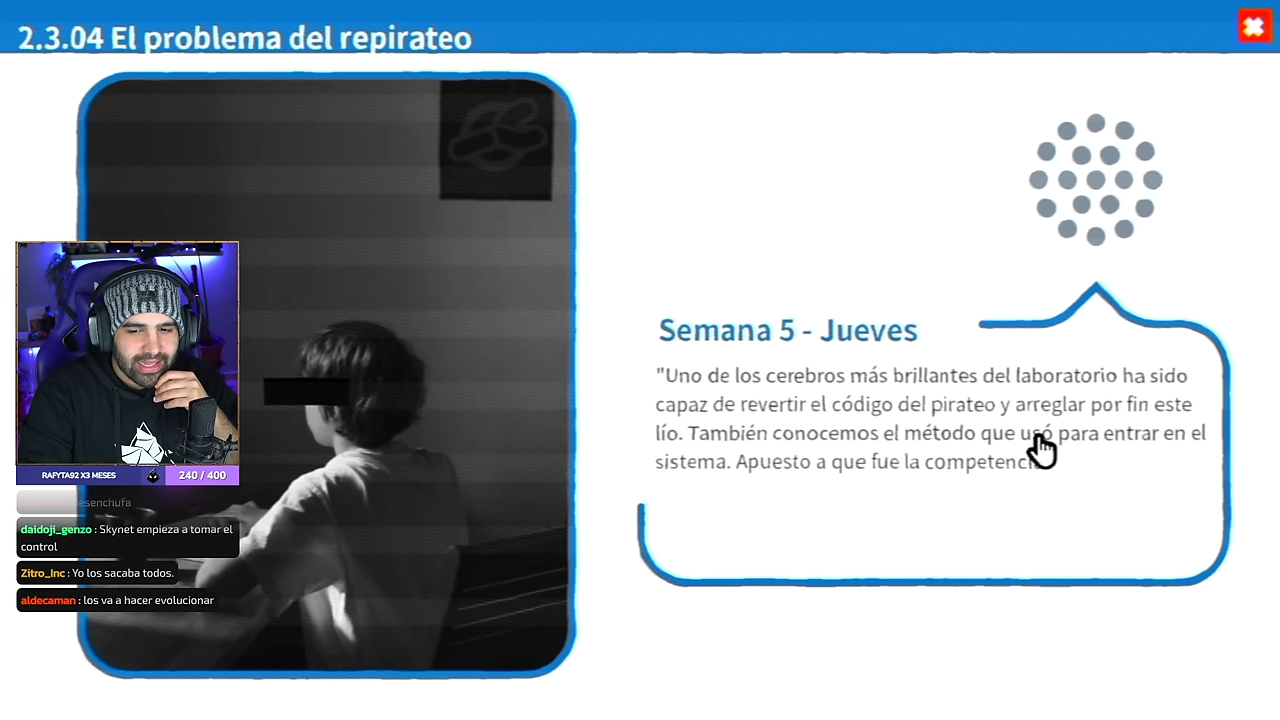 2.3.04 El problema del repirateo
Semana 5 - Jueves
"Uno de los cerebros más brillantes del laboratorio ha sido
capaz de revertir el código del pirateo y arreglar por fin este
lío. También conocemos el método que usó para entrar en el
sistema. Apuesto a que fue la
RAFYTA92 X3 MESES
240 / 400
daidoji_genzo : Skynet empieza a tomar el
control
Zitro_Inc : Yo los sacaba todos.
aldecaman : los va a hacer evolucionar